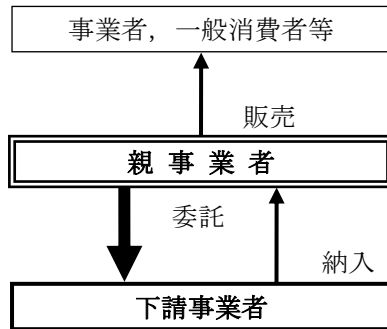 事業者，一般消費者等
販売
親 事 業 者
委託
納入
下請事業者